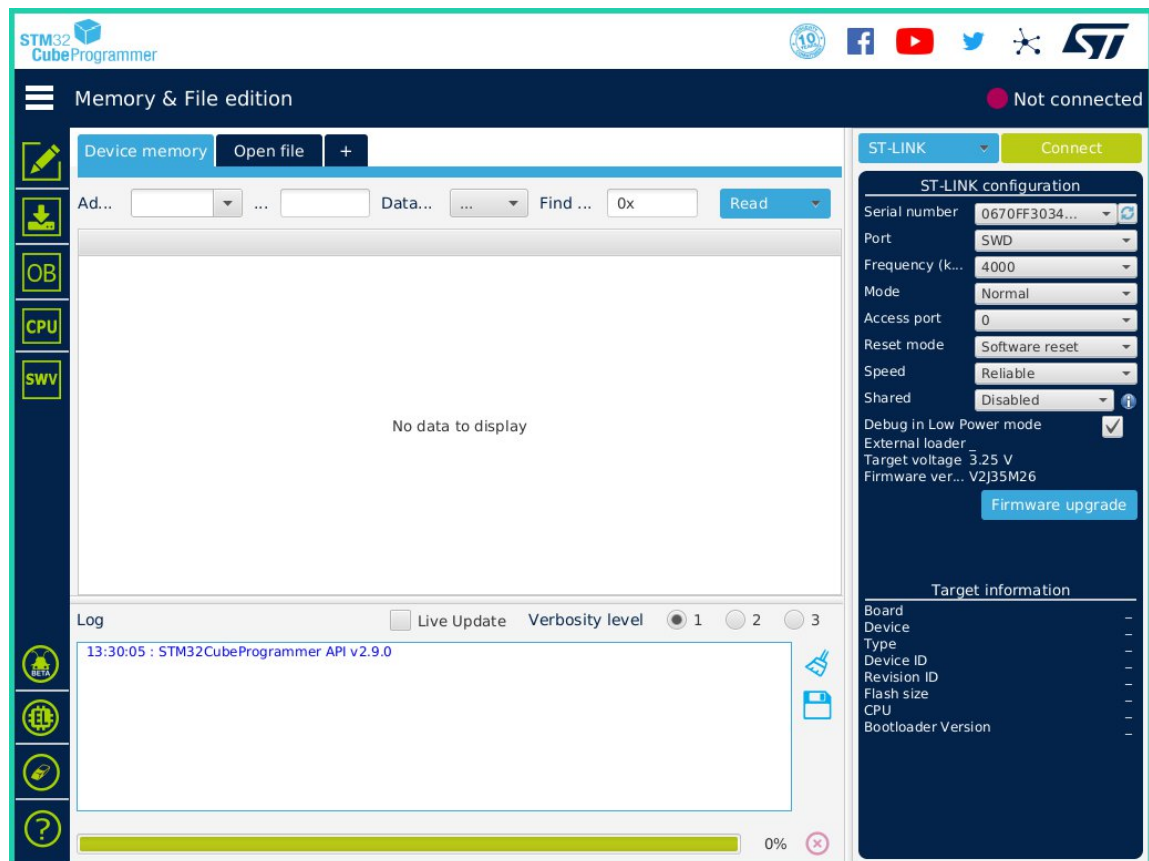 STM32
CubeProgrammer
10
Memory & File edition
Not connected
Device memory
Open file
+
Ad...
...
Data...
...
Find ...
0x
Read
No data to display
Log
Live Update
Verbosity level
1
2
3
13:30:05 : STM32CubeProgrammer API v2.9.0
0%
OB
CPU
SWV
BETA
EL
?
ST-LINK
Connect
ST-LINK configuration
Serial number 0670FF3034...
Port SWD
Frequency (k... 4000
Mode Normal
Access port 0
Reset mode Software reset
Speed Reliable
Shared Disabled
Debug in Low Power mode
External loader _
Target voltage 3.25 V
Firmware ver... V2J35M26
Firmware upgrade
Target information
Board _
Device _
Type _
Device ID _
Revision ID _
Flash size _
CPU _
Bootloader Version _